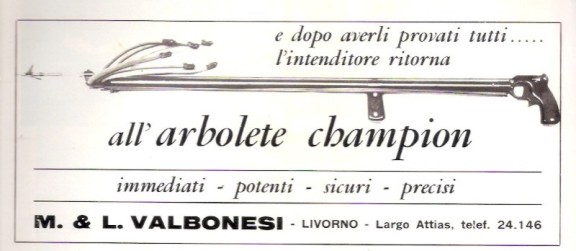 e dopo averli provati tutti.....
l'intenditore ritorna
all' arbolete champion
immediati - potenti - sicuri - precisi
M. & L. VALBONESI - LIVORNO - Largo Attias, telef. 24.146